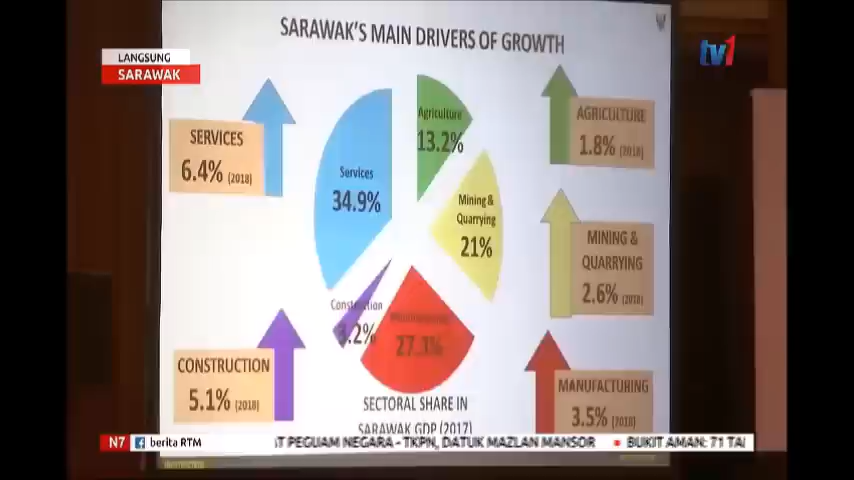 SARAWAK'S MAIN DRIVERS OF GROWTH
tv1
LANGSUNG
SARAWAK
SERVICES
6.4% (2018)
Agriculture
13.2%
AGRICULTURE
1.8% (2018)
Services
34.9%
Mining &
Quarrying
21%
MINING &
QUARRYING
2.6% (2018)
Construction
3.2%
Manufacturing
CONSTRUCTION
5.1% (2018)
MANUFACTURING
3.5% (2018)
SECTORAL SHARE IN
SARAWAK GDP (2017)
N7 f berita RTM
IT PEGUAM NEGARA - TKPN, DATUK MAZLAN MANSOR • BUKIT AMAN: 71 TAI